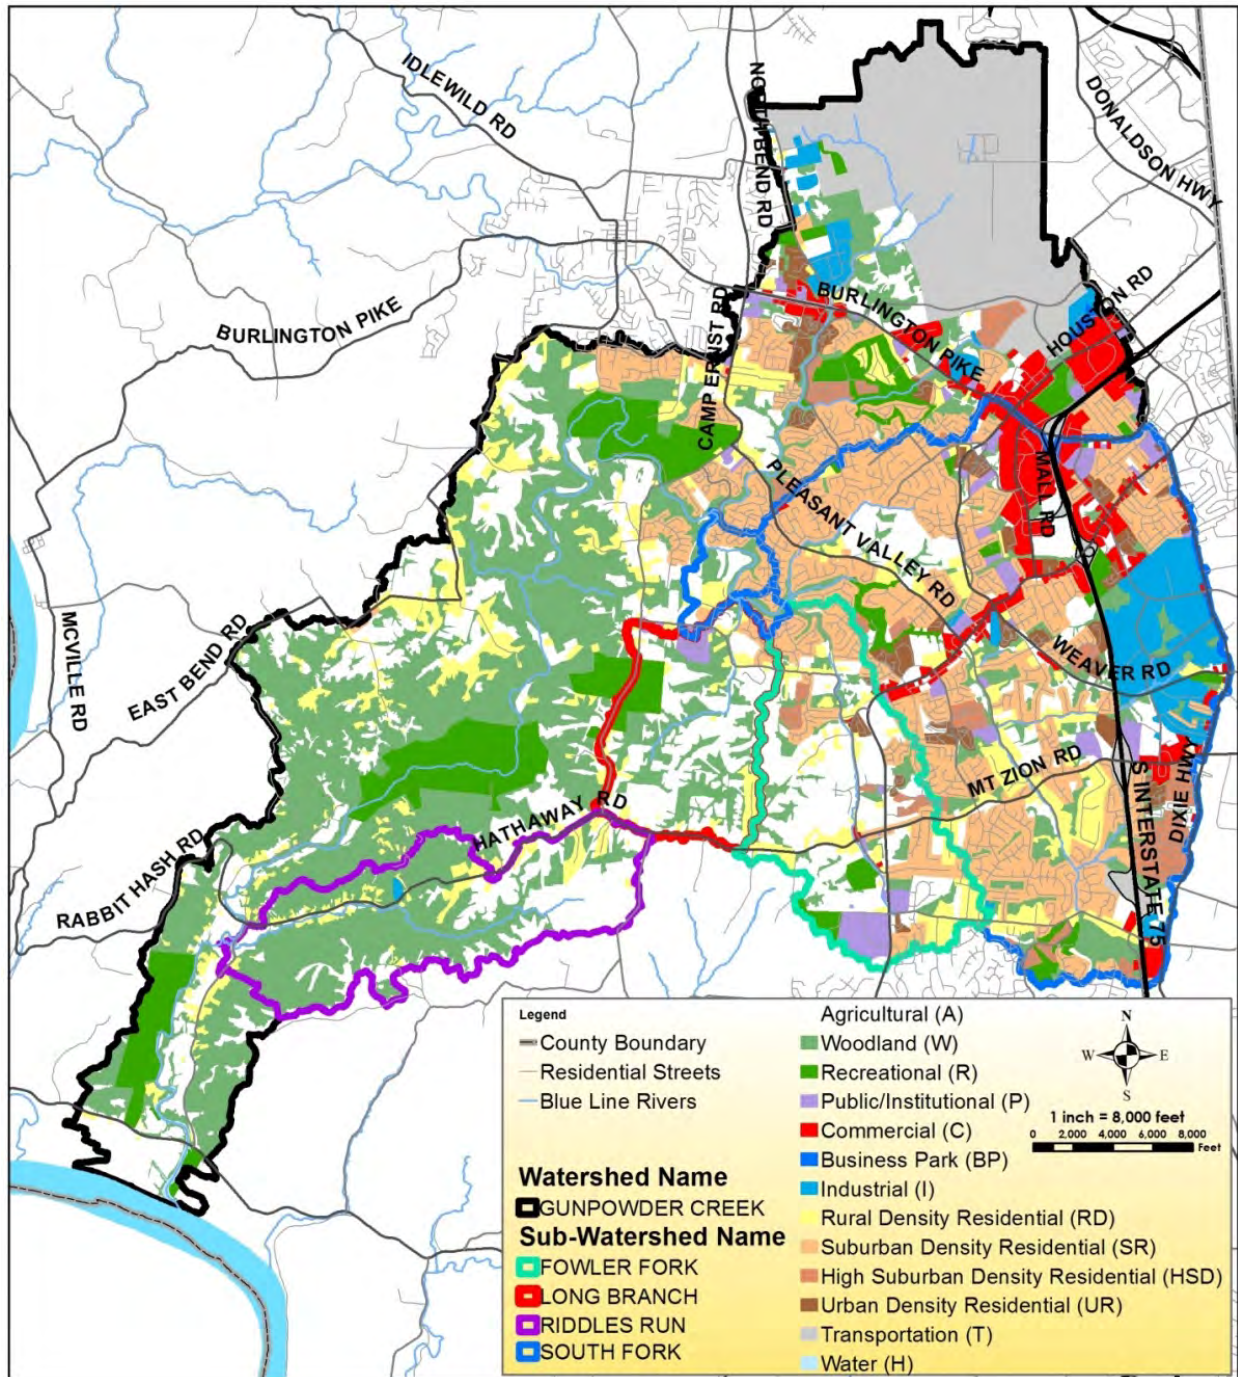 IDLEWILD RD
NORTH BEND RD
DONALDSON HWY
BURLINGTON PIKE
CAMP ERNST RD
BURLINGTON PIKE
HOUSTON RD
MALL RD
PLEASANT VALLEY RD
MCVILLE RD
EAST BEND RD
WEAVER RD
MT ZION RD
HATHAWAY RD
RABBIT HASH RD
DIXIE HWY
S INTERSTATE 75
Legend
County Boundary
Residential Streets
Blue Line Rivers
Watershed Name
GUNPOWDER CREEK
Sub-Watershed Name
FOWLER FORK
LONG BRANCH
RIDDLES RUN
SOUTH FORK
Agricultural (A)
Woodland (W)
Recreational (R)
Public/Institutional (P)
Commercial (C)
Business Park (BP)
Industrial (I)
Rural Density Residential (RD)
Suburban Density Residential (SR)
High Suburban Density Residential (HSD)
Urban Density Residential (UR)
Transportation (T)
Water (H)
N
W E
S
1 inch = 8,000 feet
0 2,000 4,000 6,000 8,000
Feet